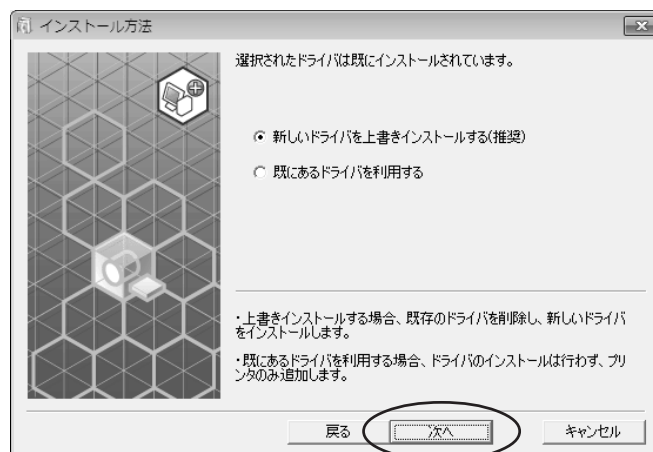 インストール方法
選択されたドライバは既にインストールされています。
新しいドライバを上書きインストールする(推奨)
既にあるドライバを利用する
・上書きインストールする場合、既存のドライバを削除し、新しいドライバ
をインストールします。
・既にあるドライバを利用する場合、ドライバのインストールは行わず、プリ
ンタのみ追加します。
戻る
次へ
キャンセル